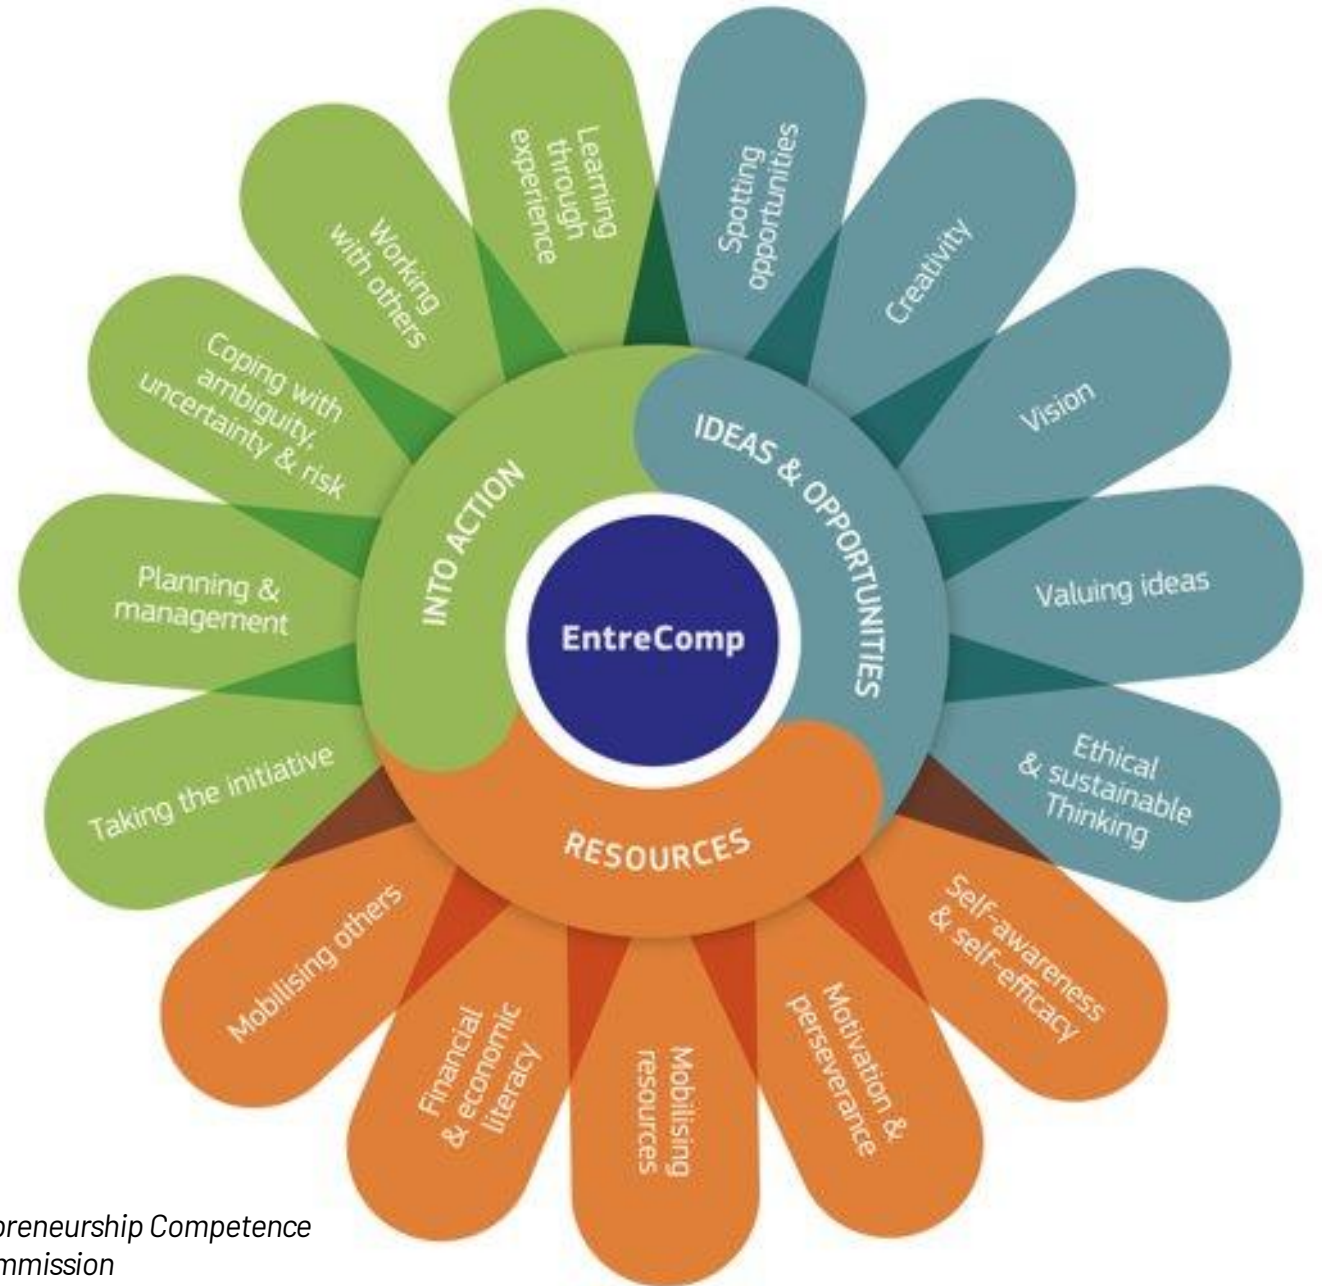 Learning
through
experience
Spotting
opportunities
Creativity
Vision
Valuing ideas
Ethical
& sustainable
Thinking
Self-awareness
& self-efficacy
Motivation &
perseverance
Mobilising
resources
Financial
& economic
literacy
Mobilising others
Taking the initiative
Planning &
management
Coping with
ambiguity,
uncertainty & risk
Working
with others
INTO ACTION
IDEAS & OPPORTUNITIES
RESOURCES
EntreComp
preneurship Competence
mmission